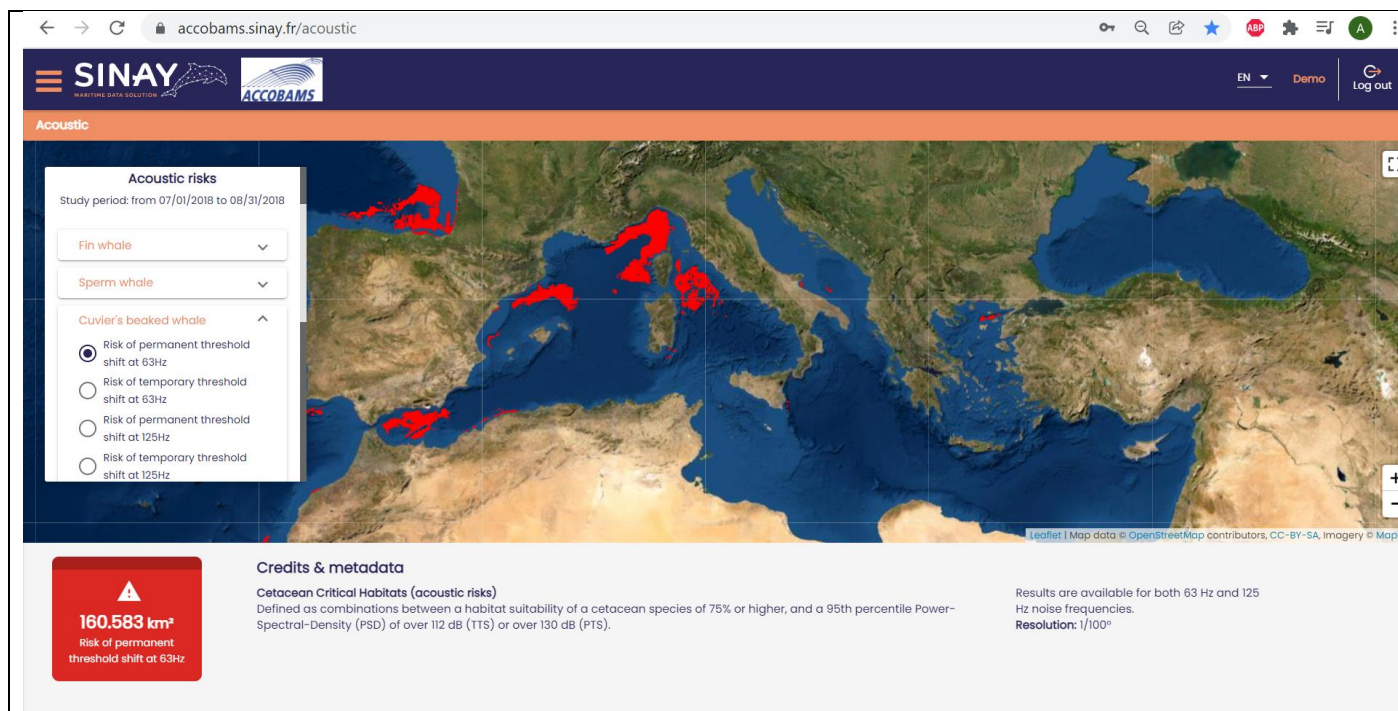 accobams.sinay.fr/acoustic
ABP
A
SINAY
MARITIME DATA SOLUTION
ACCOBAMS
EN
Demo
Log out
Acoustic
Acoustic risks
Study period: from 07/01/2018 to 08/31/2018
Fin whale
Sperm whale
Cuvier's beaked whale
Risk of permanent threshold
shift at 63Hz
Risk of temporary threshold
shift at 63Hz
Risk of permanent threshold
shift at 125Hz
Risk of temporary threshold
shift at 125Hz
+
−
Leaflet | Map data © OpenStreetMap contributors, CC-BY-SA, Imagery © Map
160.583 km²
Risk of permanent
threshold shift at 63Hz
Credits & metadata
Cetacean Critical Habitats (acoustic risks)
Defined as combinations between a habitat suitability of a cetacean species of 75% or higher, and a 95th percentile Power-
Spectral-Density (PSD) of over 112 dB (TTS) or over 130 dB (PTS).
Results are available for both 63 Hz and 125
Hz noise frequencies.
Resolution: 1/100°